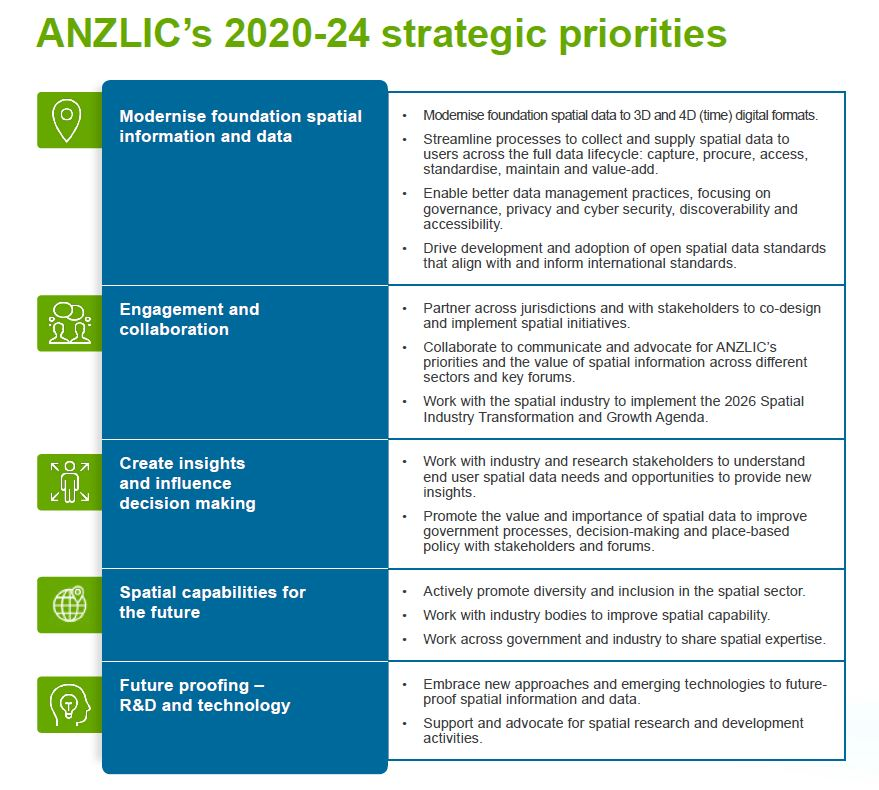 ANZLIC’s 2020-24 strategic priorities
Modernise foundation spatial
information and data
• Modernise foundation spatial data to 3D and 4D (time) digital formats.
• Streamline processes to collect and supply spatial data to
users across the full data lifecycle: capture, procure, access,
standardise, maintain and value-add.
• Enable better data management practices, focusing on
governance, privacy and cyber security, discoverability and
accessibility.
• Drive development and adoption of open spatial data standards
that align with and inform international standards.
Engagement and
collaboration
• Partner across jurisdictions and with stakeholders to co-design
and implement spatial initiatives.
• Collaborate to communicate and advocate for ANZLIC’s
priorities and the value of spatial information across different
sectors and key forums.
• Work with the spatial industry to implement the 2026 Spatial
Industry Transformation and Growth Agenda.
Create insights
and influence
decision making
• Work with industry and research stakeholders to understand
end user spatial data needs and opportunities to provide new
insights.
• Promote the value and importance of spatial data to improve
government processes, decision-making and place-based
policy with stakeholders and forums.
Spatial capabilities for
the future
• Actively promote diversity and inclusion in the spatial sector.
• Work with industry bodies to improve spatial capability.
• Work across government and industry to share spatial expertise.
Future proofing –
R&D and technology
• Embrace new approaches and emerging technologies to future-
proof spatial information and data.
• Support and advocate for spatial research and development
activities.